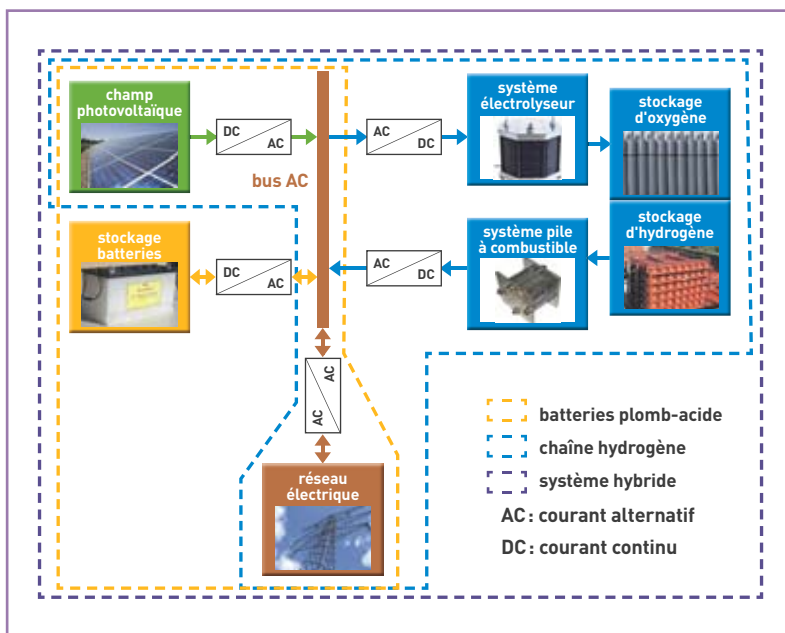 champ
photovoltaïque
DC
AC
bus AC
AC
DC
système
électrolyseur
stockage
d'oxygène
stockage
batteries
DC
AC
AC
DC
système pile
à combustible
stockage
d'hydrogène
AC
AC
réseau
électrique
batteries plomb-acide
chaîne hydrogène
système hybride
AC : courant alternatif
DC : courant continu